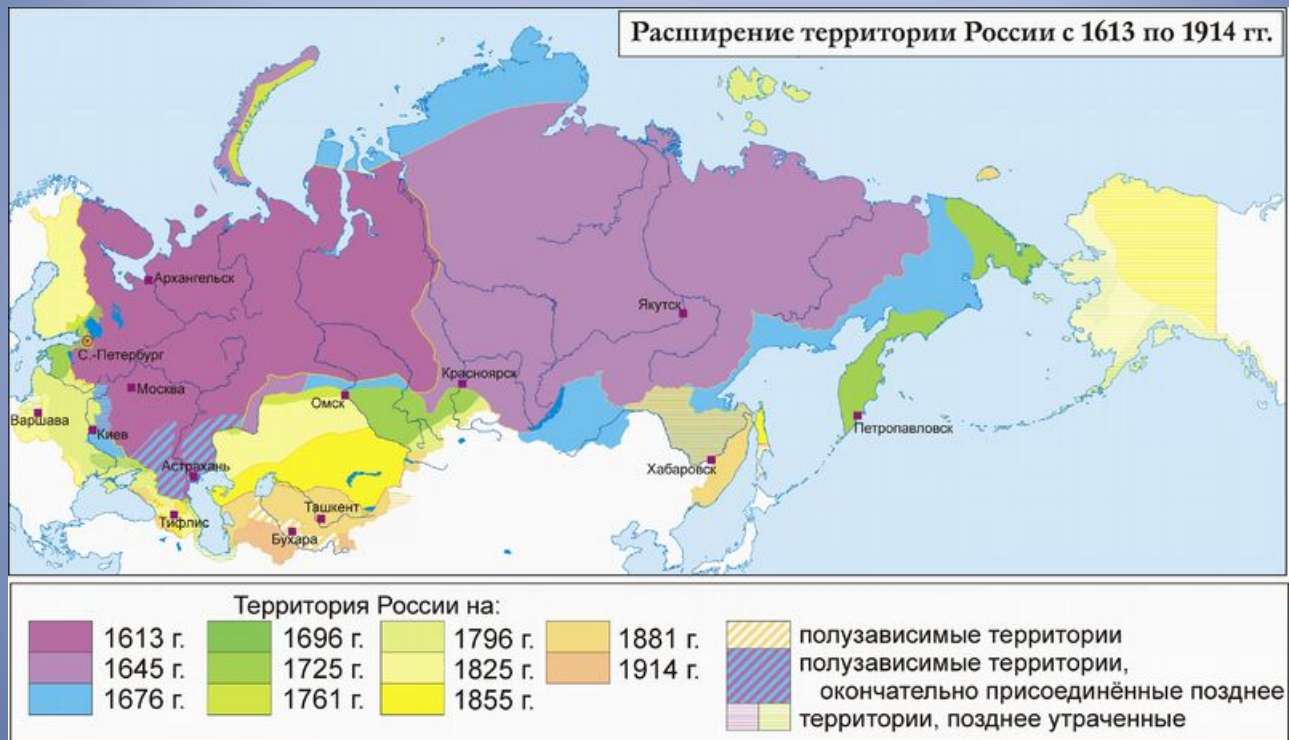 Расширение территории России с 1613 по 1914 гг.
Архангельск
Якутск
С.-Петербург
Красноярск
Москва
Омск
Варшава
Петропавловск
Киев
Астрахань
Хабаровск
Ташкент
Тифлис
Бухара
Территория России на:
1613 г.
1645 г.
1676 г.
1696 г.
1725 г.
1761 г.
1796 г.
1825 г.
1855 г.
1881 г.
1914 г.
полузависимые территории
полузависимые территории,
окончательно присоединённые позднее
территории, позднее утраченные